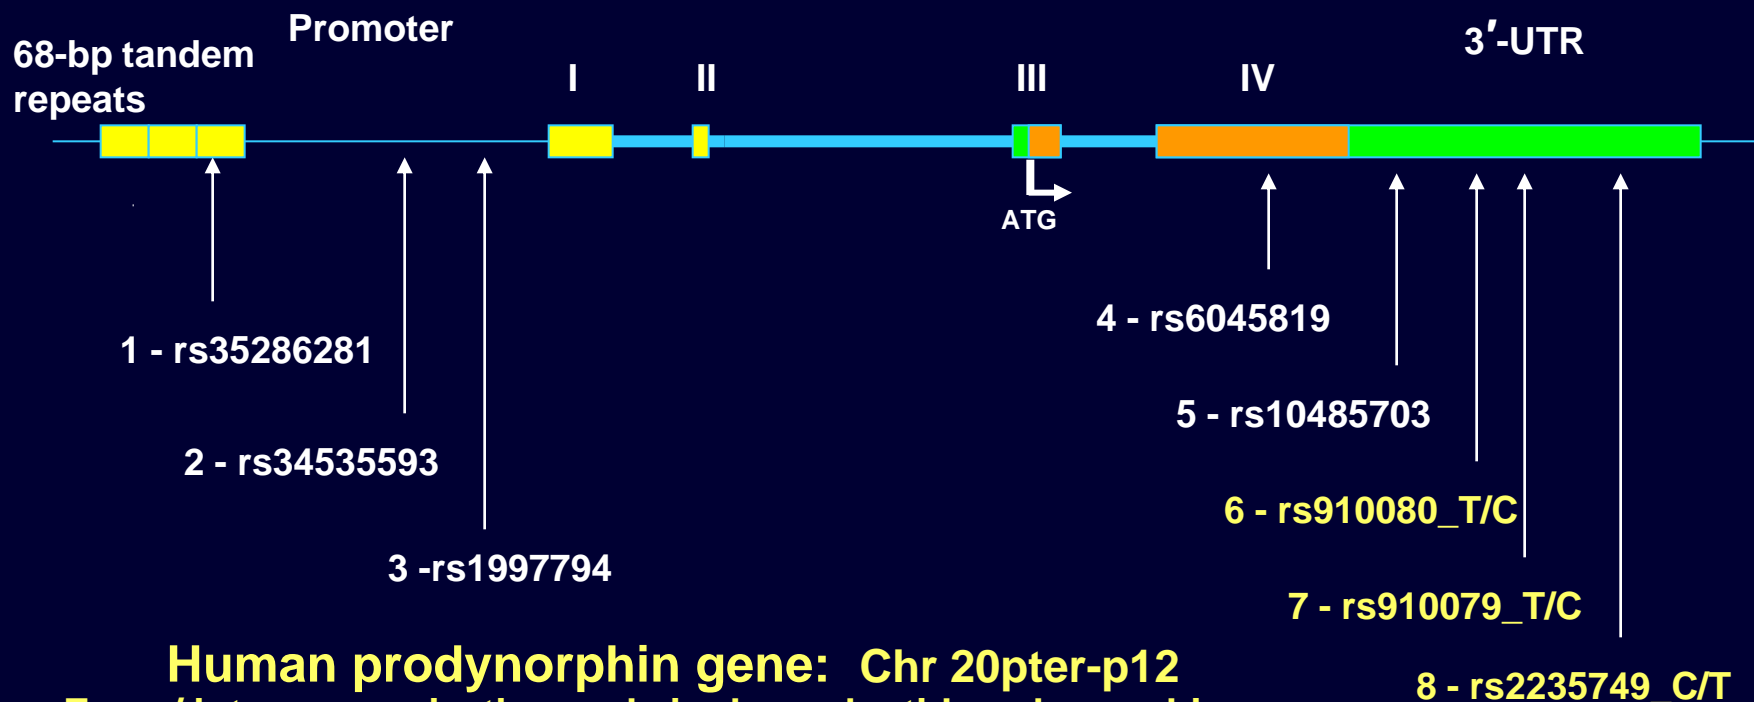 68-bp tandem
repeats
Promoter
I
II
III
IV
3′-UTR
ATG
1 - rs35286281
2 - rs34535593
3 -rs1997794
4 - rs6045819
5 - rs10485703
6 - rs910080_T/C
7 - rs910079_T/C
8 - rs2235749_C/T
Human prodynorphin gene: Chr 20pter-p12